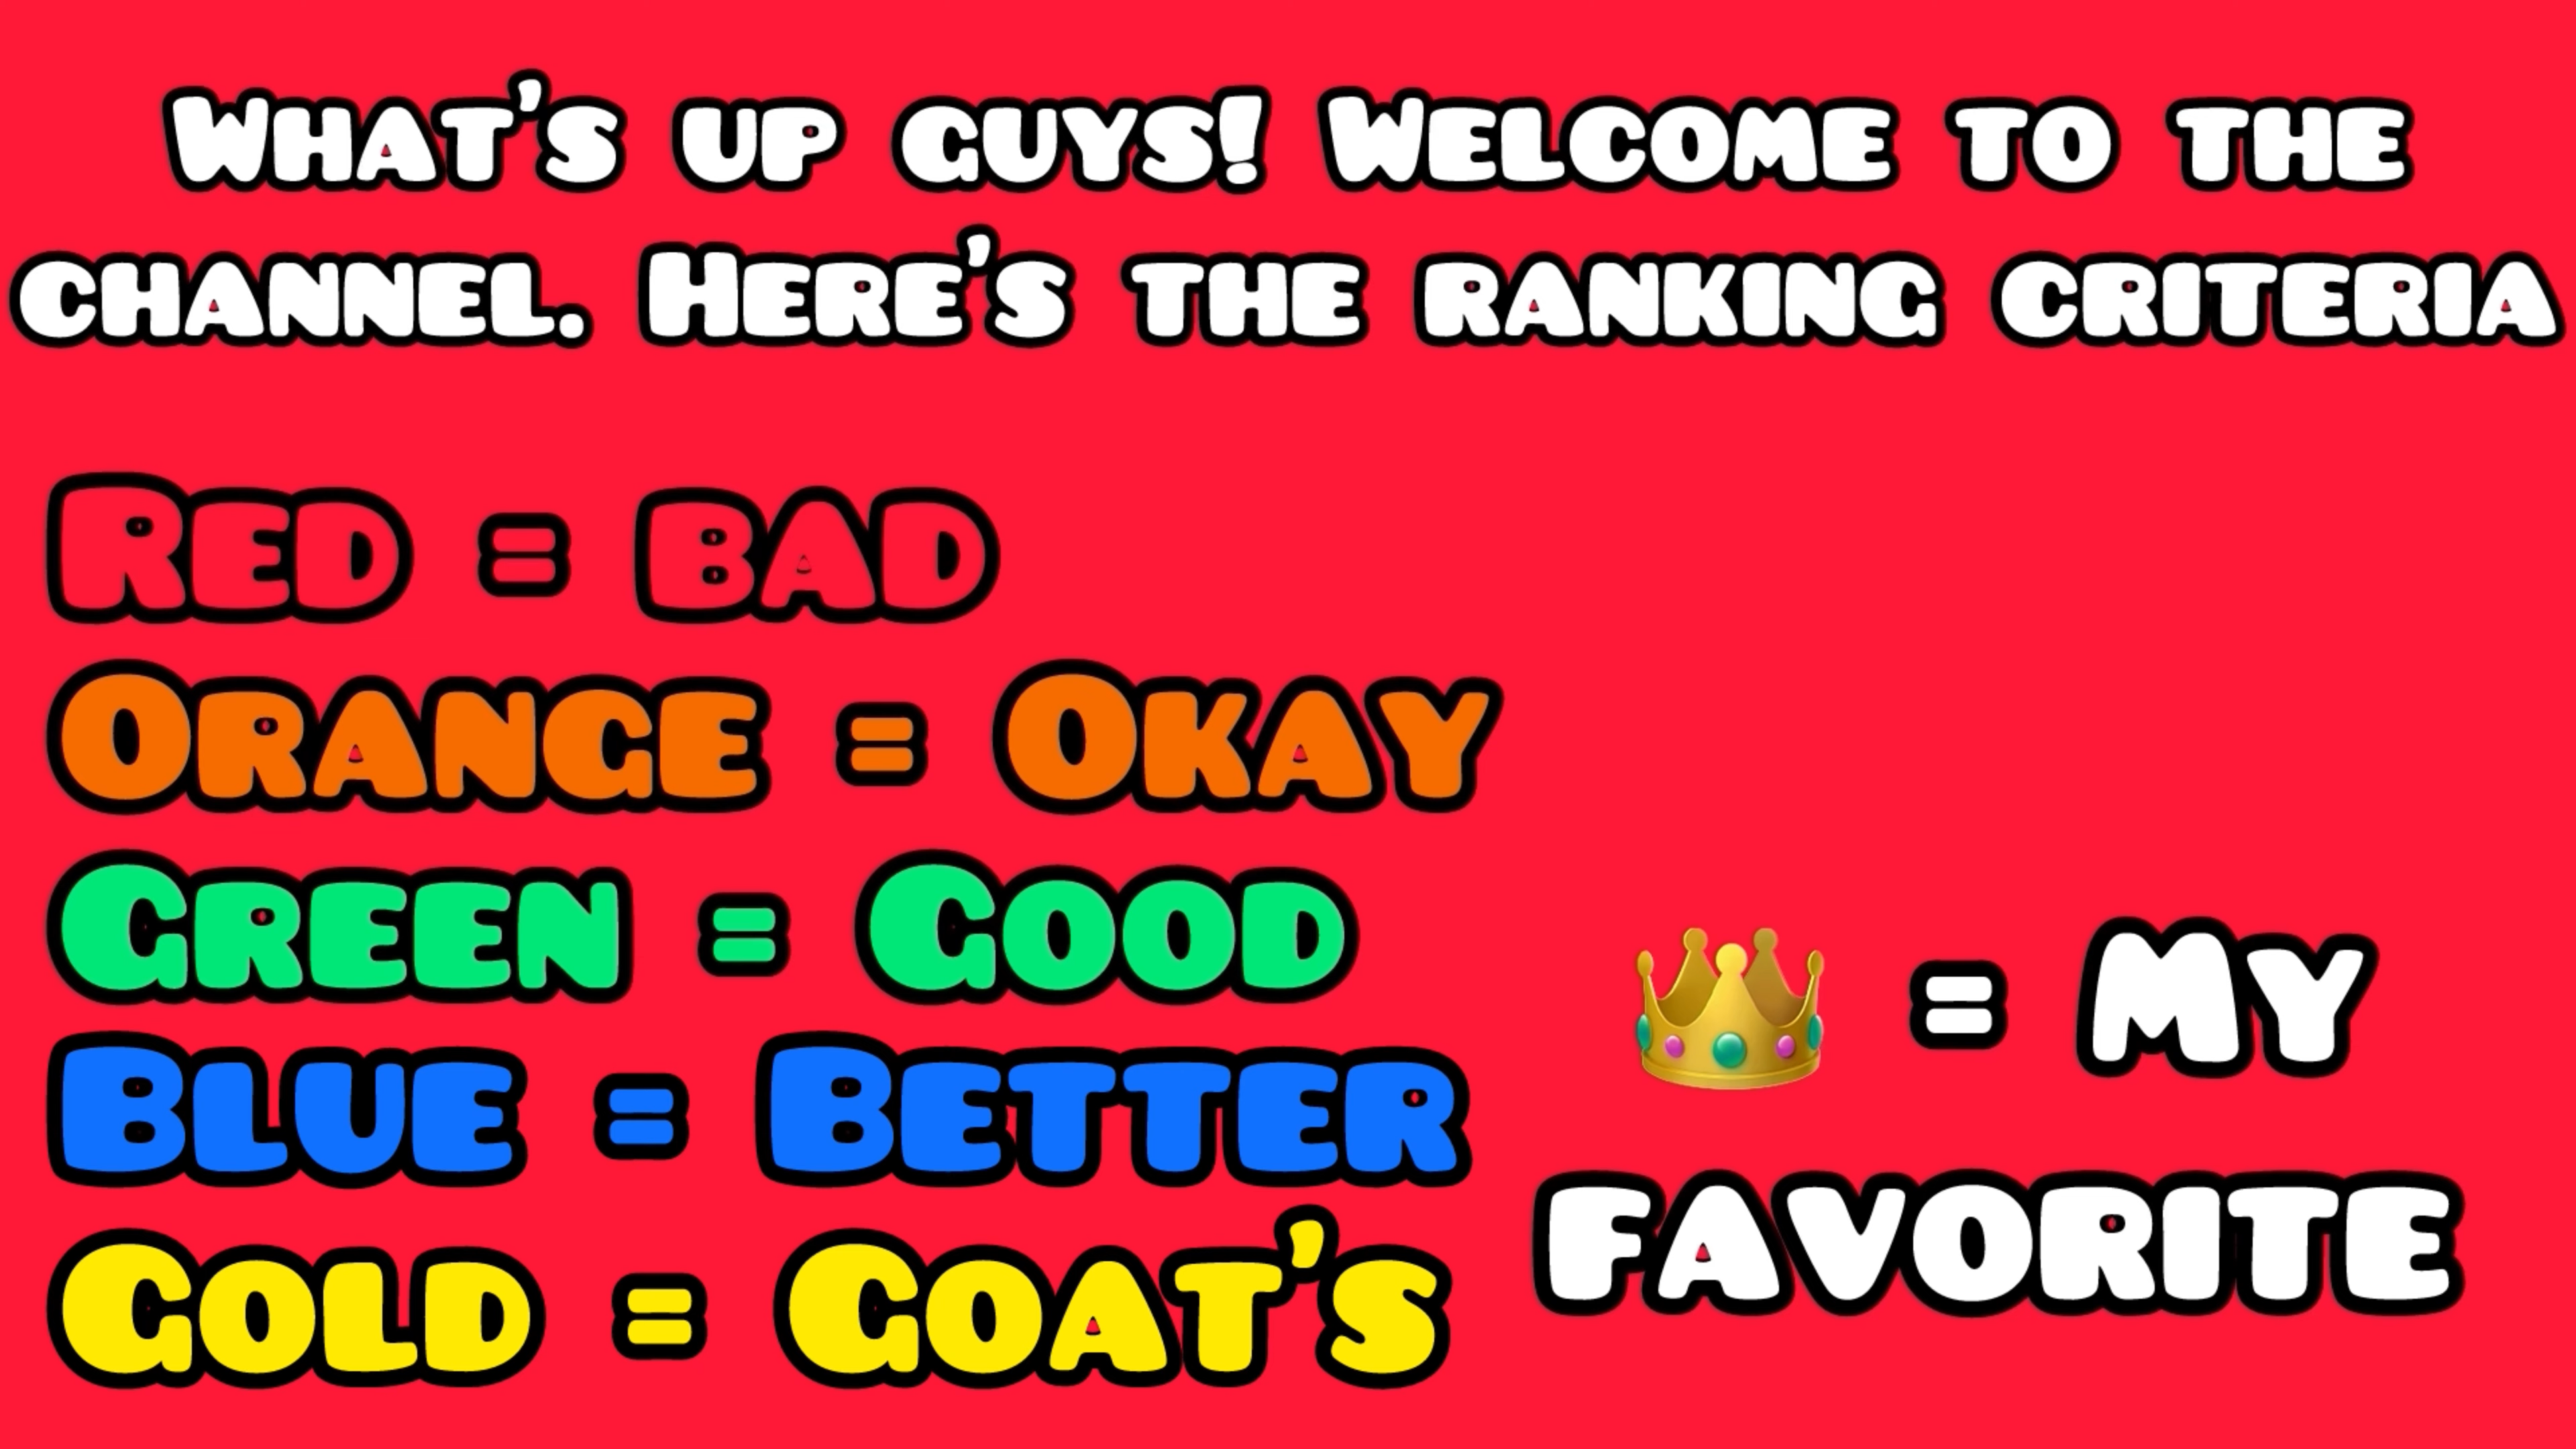 What's up guys! Welcome to the
channel. Here's the ranking criteria
Red = bad
Orange = Okay
Green = Good
Blue = Better
Gold = Goat's
👑 = My
favorite